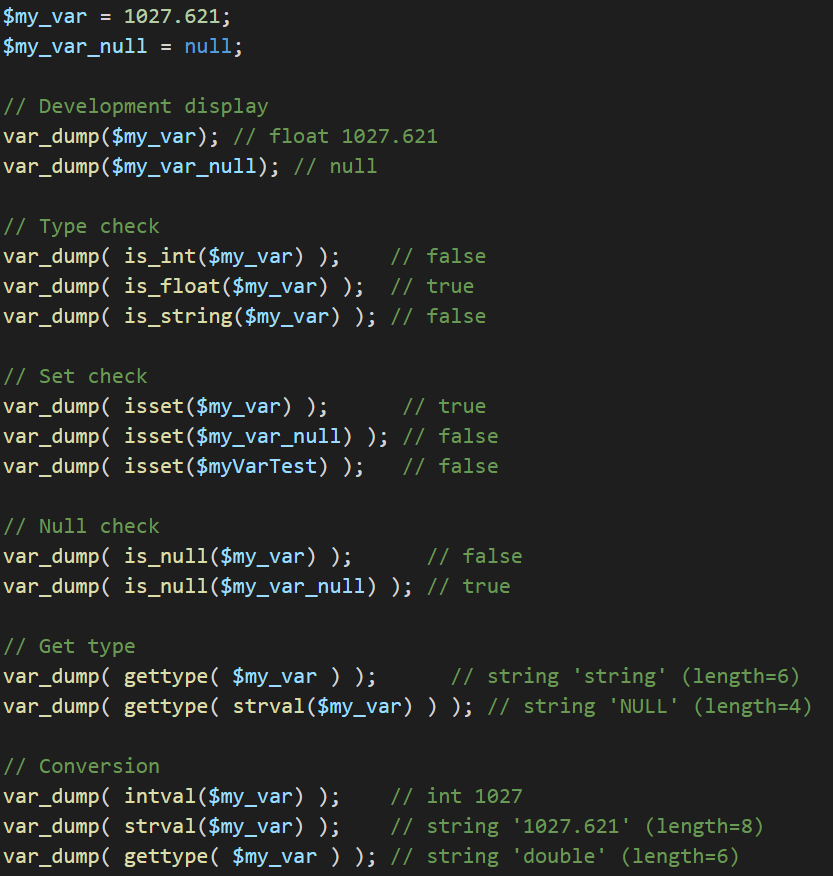 $my_var = 1027.621;
$my_var_null = null;
// Development display
var_dump($my_var); // float 1027.621
var_dump($my_var_null); // null
// Type check
var_dump( is_int($my_var) );    // false
var_dump( is_float($my_var) );  // true
var_dump( is_string($my_var) ); // false
// Set check
var_dump( isset($my_var) );      // true
var_dump( isset($my_var_null) ); // false
var_dump( isset($myVarTest) );   // false
// Null check
var_dump( is_null($my_var) );      // false
var_dump( is_null($my_var_null) ); // true
// Get type
var_dump( gettype( $my_var ) );      // string 'string' (length=6)
var_dump( gettype( strval($my_var) ) ); // string 'NULL' (length=4)
// Conversion
var_dump( intval($my_var) );    // int 1027
var_dump( strval($my_var) );    // string '1027.621' (length=8)
var_dump( gettype( $my_var ) ); // string 'double' (length=6)